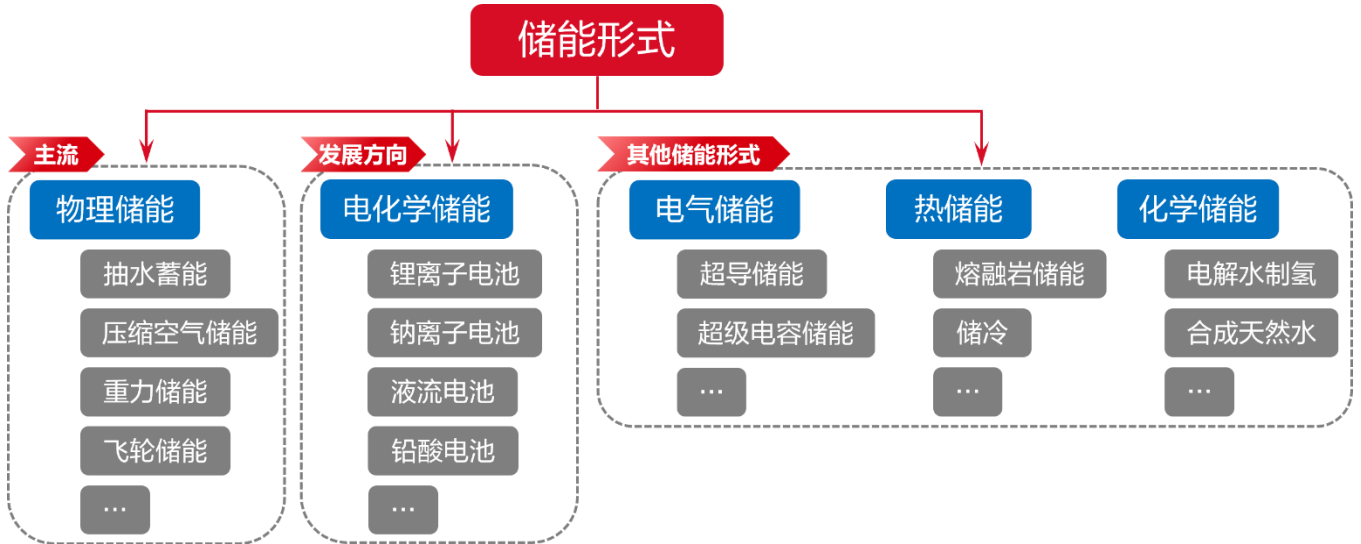 储能形式
主流
物理储能
抽水蓄能
压缩空气储能
重力储能
飞轮储能
…
发展方向
电化学储能
锂离子电池
钠离子电池
液流电池
铅酸电池
…
其他储能形式
电气储能
超导储能
超级电容储能
…
热储能
熔融岩储能
储冷
…
化学储能
电解水制氢
合成天然水
…